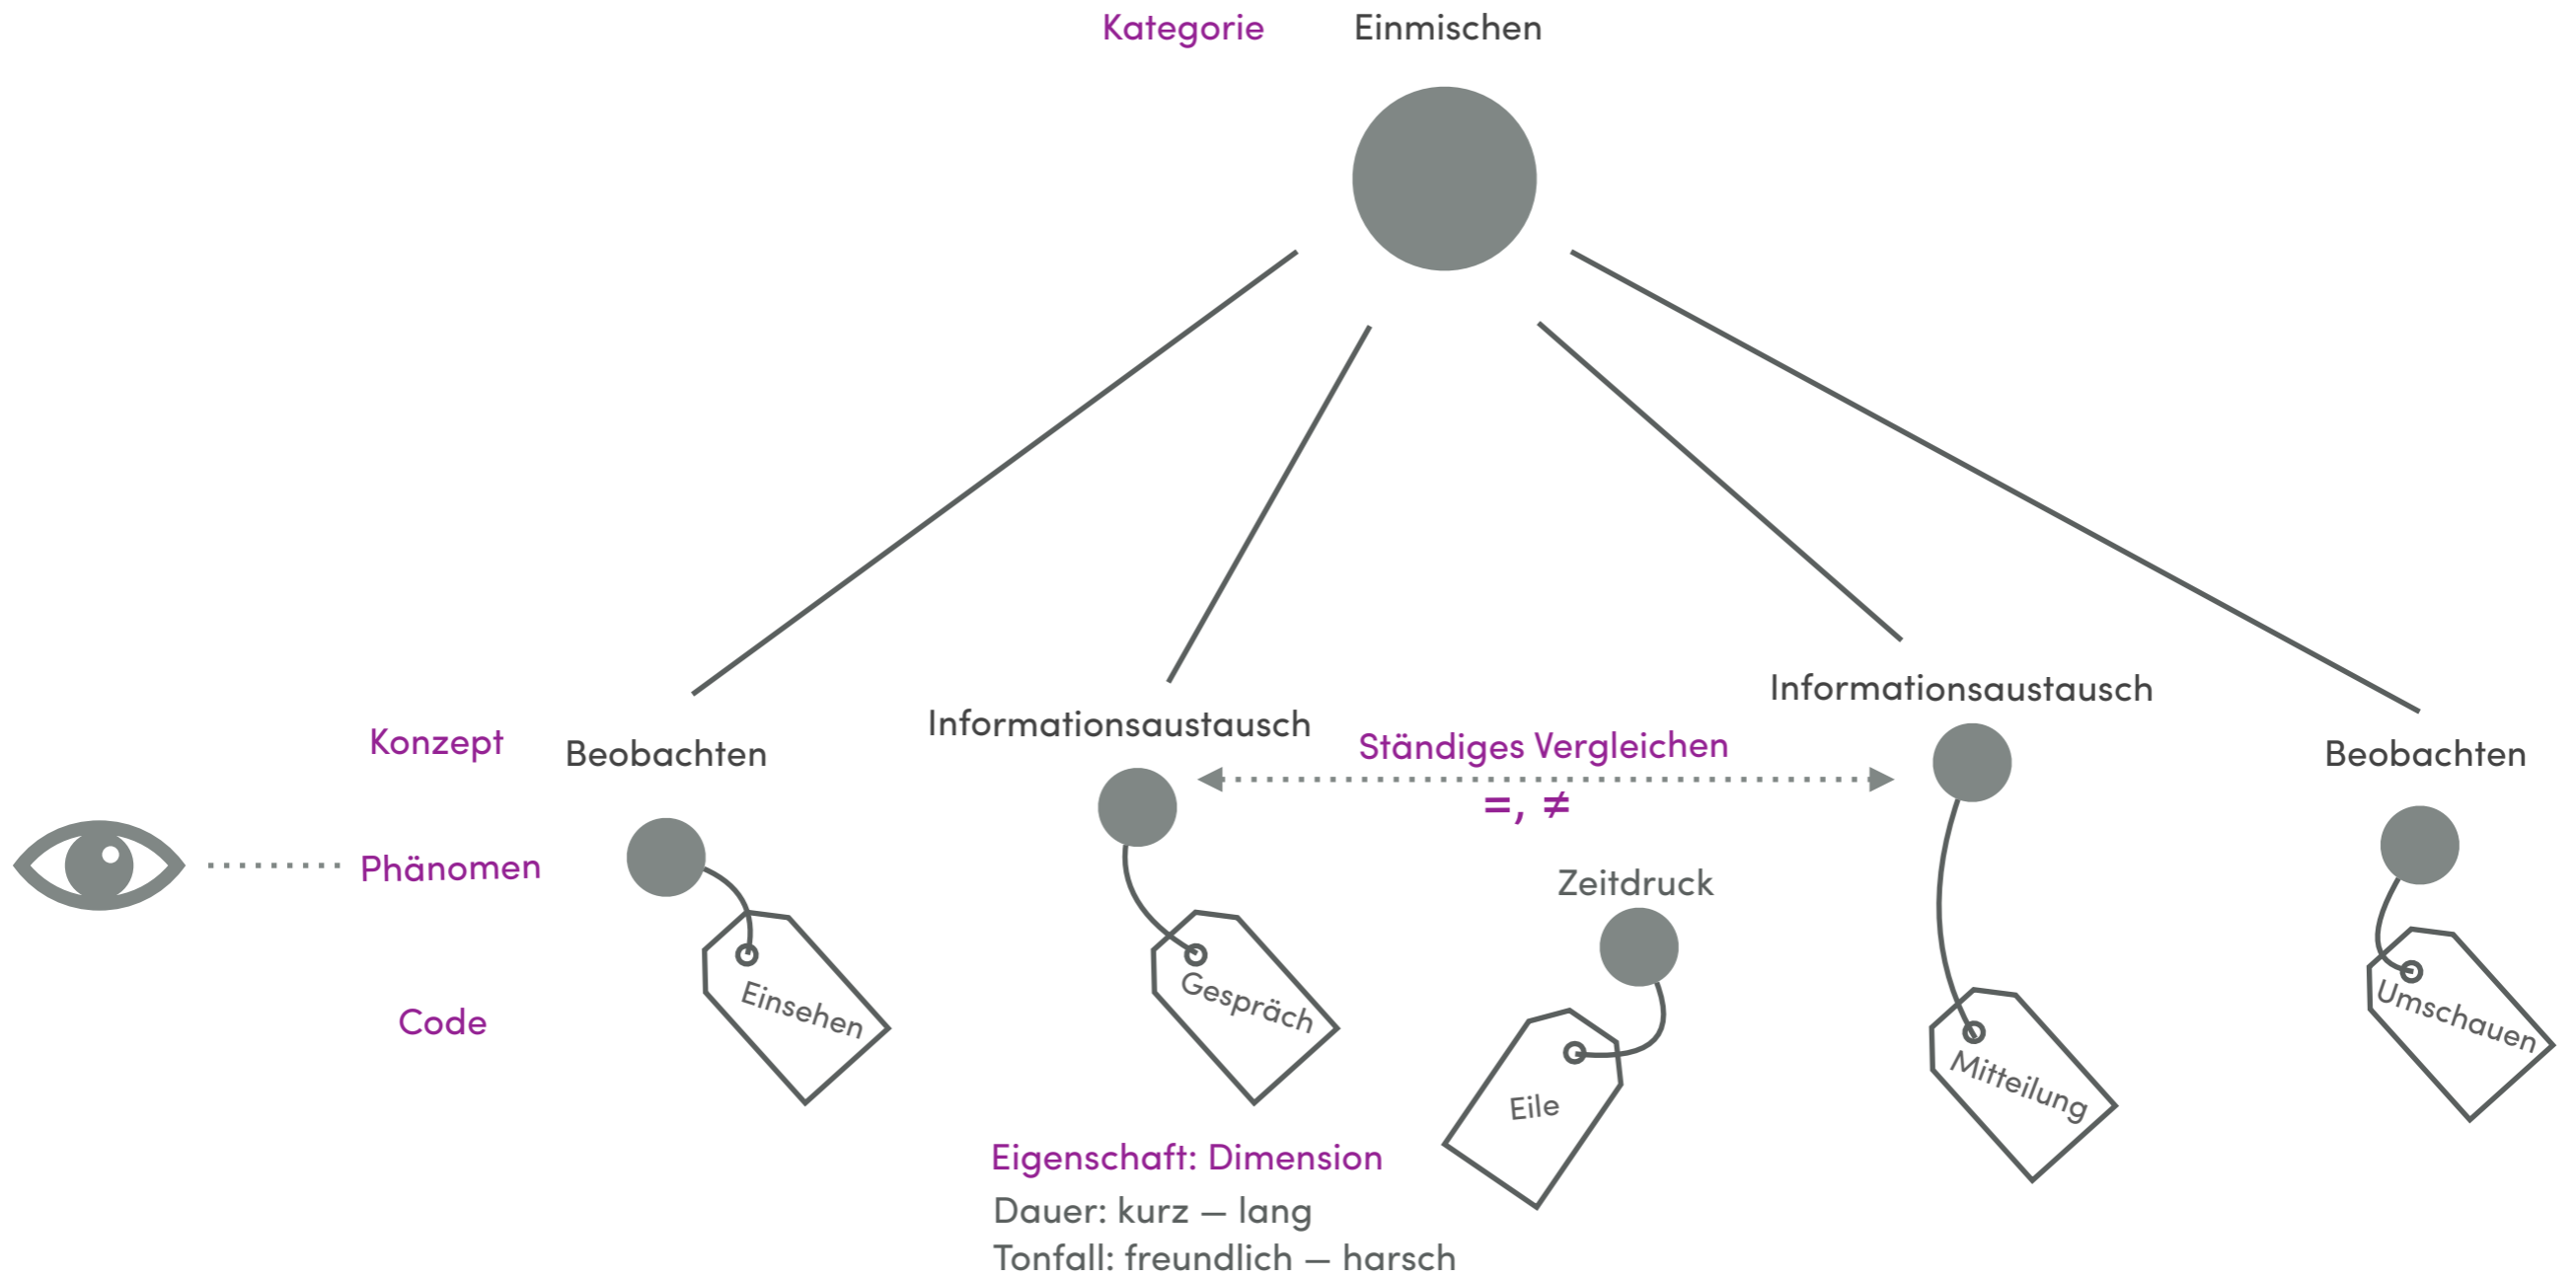 Kategorie Einmischen
Informationsaustausch
Informationsaustausch
Konzept Beobachten
Ständiges Vergleichen
Beobachten
=, ≠
Phänomen
Zeitdruck
Einsehen
Gespräch
Umschauen
Code
Mitteilung
Eile
Eigenschaft: Dimension
Dauer: kurz – lang
Tonfall: freundlich – harsch